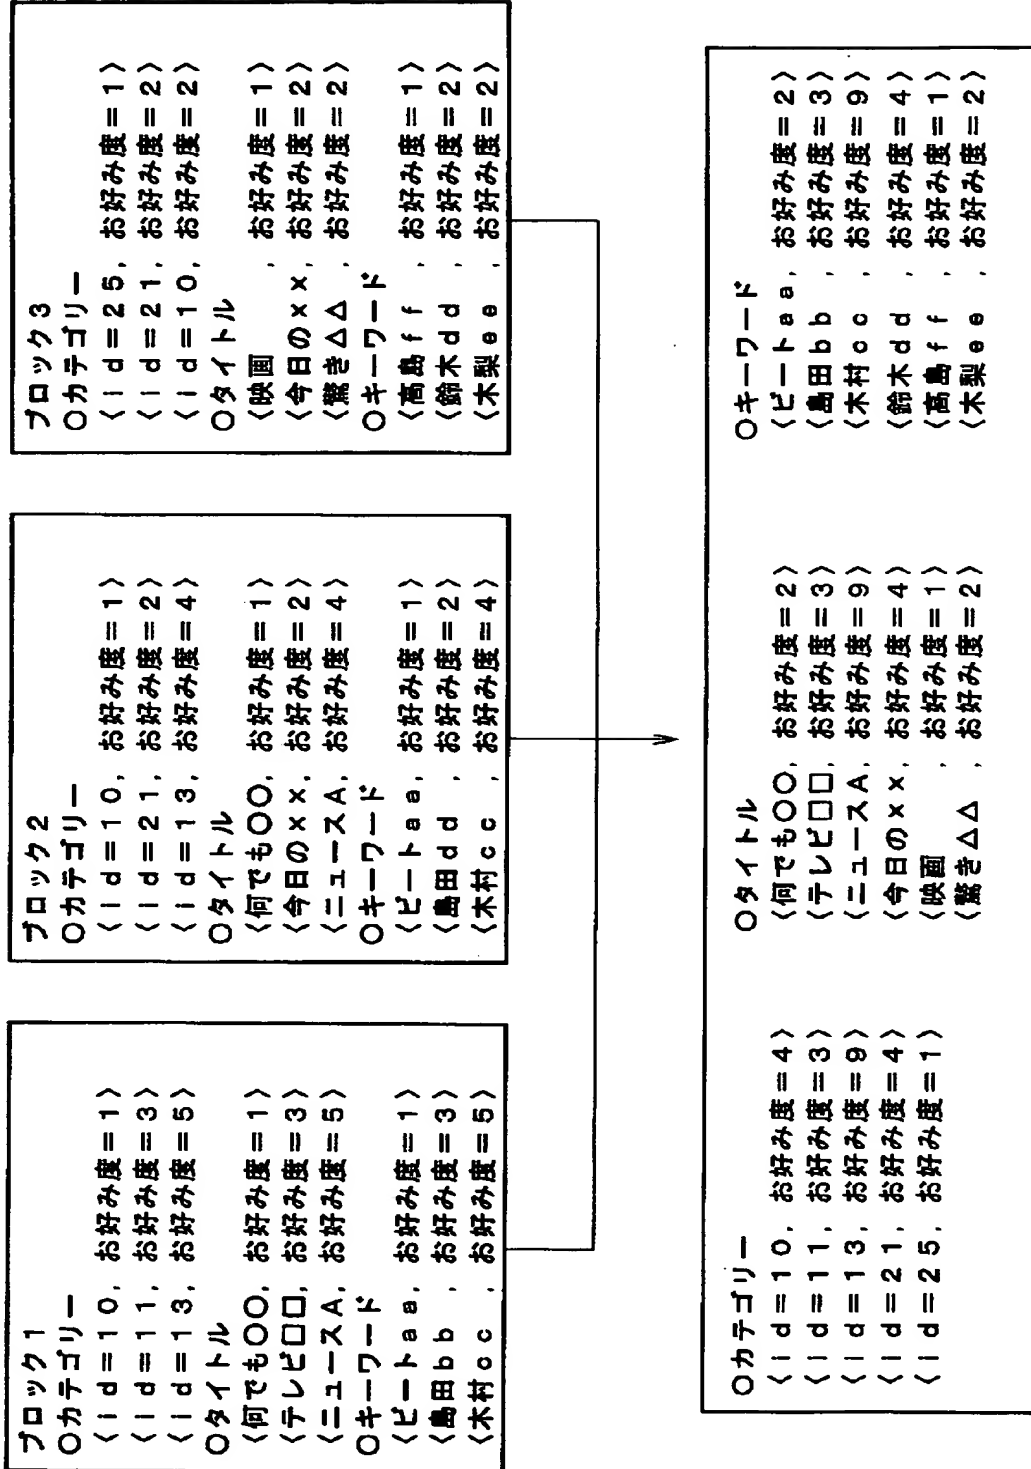 ブロック1
○カテゴリー
〈id=10, お好み度=1〉
〈id=11, お好み度=3〉
〈id=13, お好み度=5〉
○タイトル
〈何でも○○, お好み度=1〉
〈テレビ□□, お好み度=3〉
〈ニュースA, お好み度=5〉
○キーワード
〈ビートaa, お好み度=1〉
〈島田bb , お好み度=3〉
〈木村cc , お好み度=5〉
ブロック2
○カテゴリー
〈id=10, お好み度=1〉
〈id=21, お好み度=2〉
〈id=13, お好み度=4〉
○タイトル
〈何でも○○, お好み度=1〉
〈今日の××, お好み度=2〉
〈ニュースA, お好み度=4〉
○キーワード
〈ビートaa, お好み度=1〉
〈島田dd , お好み度=2〉
〈木村cc , お好み度=4〉
ブロック3
○カテゴリー
〈id=25, お好み度=1〉
〈id=21, お好み度=2〉
〈id=10, お好み度=2〉
○タイトル
〈映画 , お好み度=1〉
〈今日の××, お好み度=2〉
〈驚き△△ , お好み度=2〉
○キーワード
〈高島ff , お好み度=1〉
〈鈴木dd , お好み度=2〉
〈木梨ee , お好み度=2〉
○カテゴリー
〈id=10, お好み度=4〉
〈id=11, お好み度=3〉
〈id=13, お好み度=9〉
〈id=21, お好み度=4〉
〈id=25, お好み度=1〉
○タイトル
〈何でも○○, お好み度=2〉
〈テレビ□□, お好み度=3〉
〈ニュースA, お好み度=9〉
〈今日の××, お好み度=4〉
〈映画 , お好み度=1〉
〈驚き△△ , お好み度=2〉
○キーワード
〈ビートaa, お好み度=2〉
〈島田bb , お好み度=3〉
〈木村cc , お好み度=9〉
〈鈴木dd , お好み度=4〉
〈高島ff , お好み度=1〉
〈木梨ee , お好み度=2〉